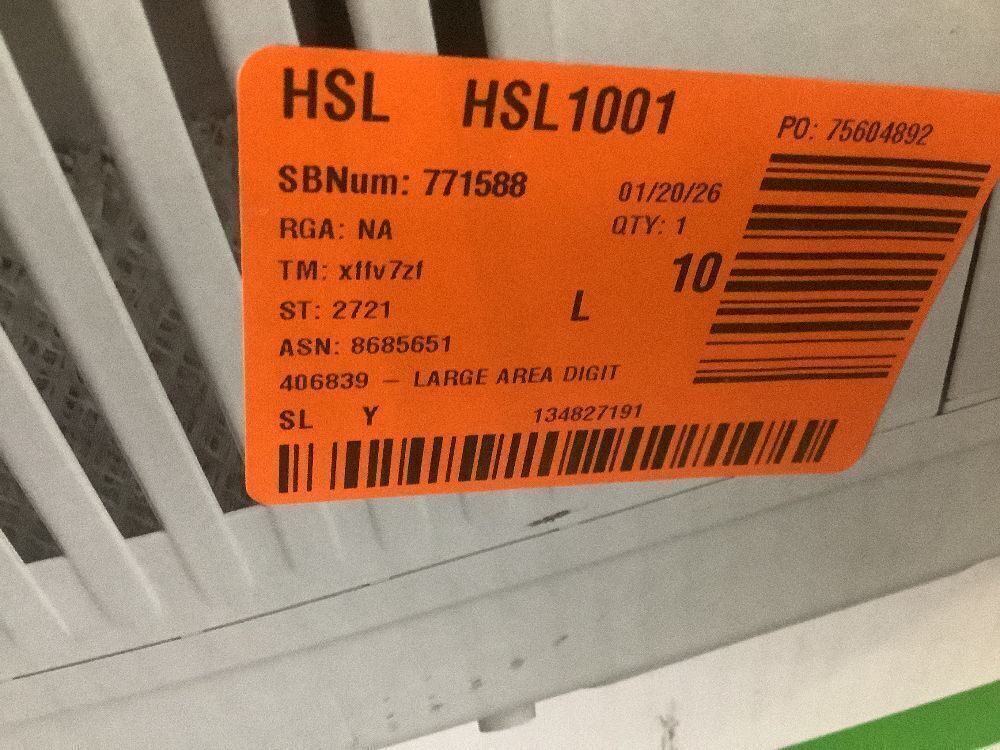 HSL HSL1001
PO: 75604892
SBNum: 771588 01/20/26
RGA: NA QTY: 1
TM: xffv7zf 10
ST: 2721 L
ASN: 8685651
406839 – LARGE AREA DIGIT
SL Y 134827191